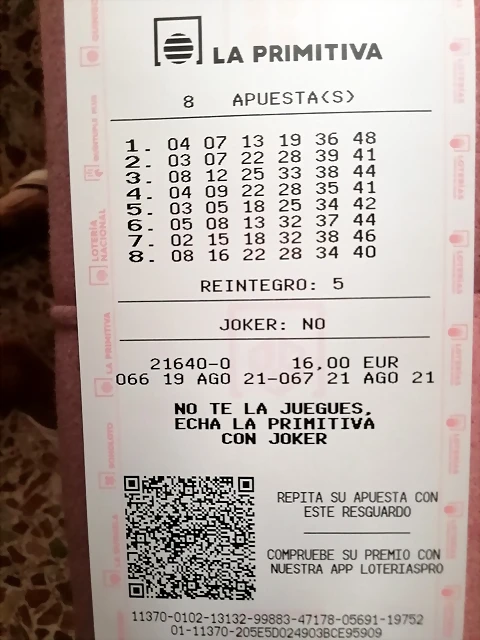 LA PRIMITIVA
8 APUESTA(S)
1. 04 07 13 19 36 48
2. 03 07 22 28 39 41
3. 08 12 25 33 38 44
4. 04 09 22 28 35 41
5. 03 05 18 25 34 42
6. 05 08 13 32 37 44
7. 02 15 18 32 38 46
8. 08 16 22 28 34 40
REINTEGRO: 5
JOKER: NO
21640-0 16,00 EUR
066 19 AGO 21-067 21 AGO 21
NO TE LA JUEGUES,
ECHA LA PRIMITIVA
CON JOKER
REPITA SU APUESTA CON
ESTE RESGUARDO
COMPRUEBE SU PREMIO CON
NUESTRA APP LOTERIASPRO
11370-0102-13132-99883-47178-05691-19752
01-11370-205E5D024903BCE95909
LOTERÍA
NACIONAL
LA PRIMITIVA
BONOLOTO